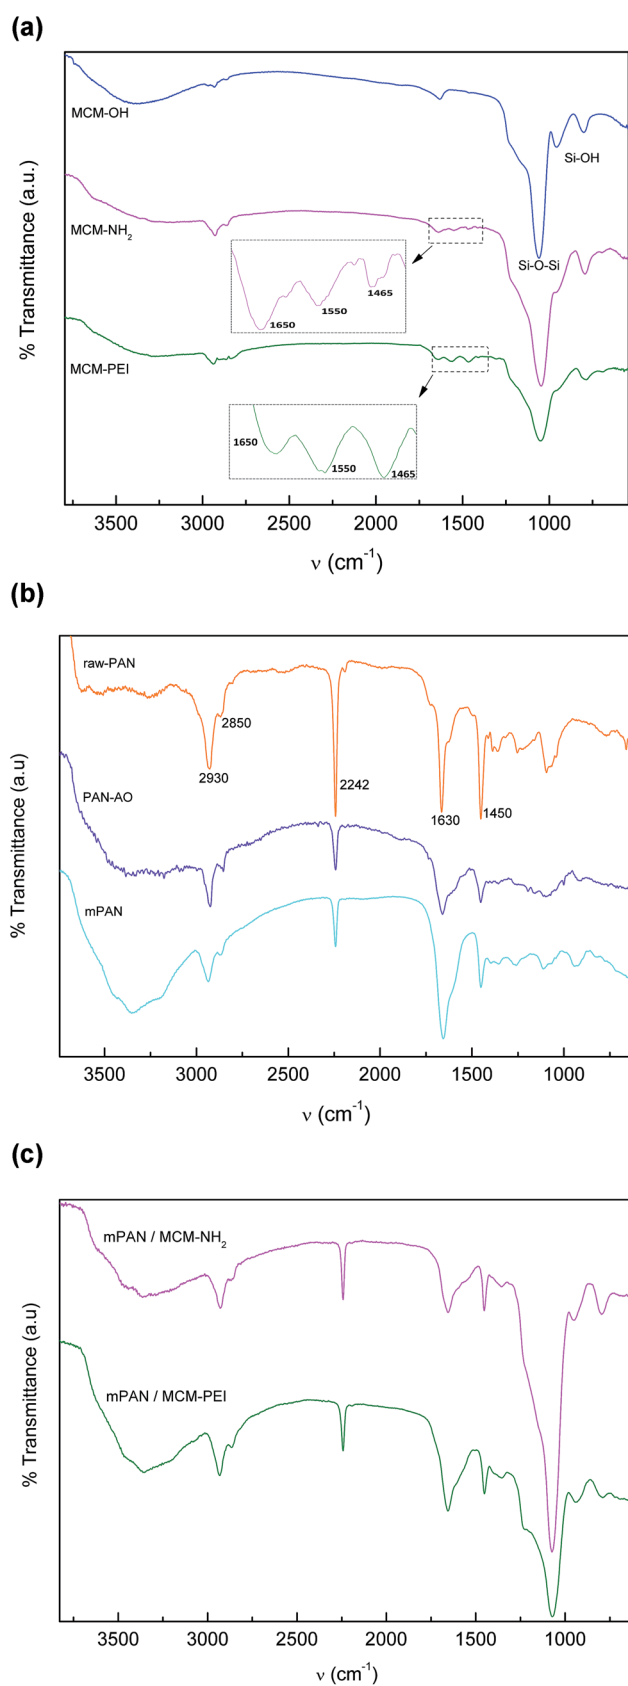 (a)
MCM-OH
Si-OH
MCM-NH2
Si-O-Si
1650
1550
1465
MCM-PEI
1650
1550
1465
% Transmittance (a.u.)
3500 3000 2500 2000 1500 1000
ν (cm-1)
(b)
raw-PAN
2850
2930
2242
1630
1450
PAN-AO
mPAN
% Transmittance (a.u)
3500 3000 2500 2000 1500 1000
ν (cm-1)
(c)
mPAN / MCM-NH2
mPAN / MCM-PEI
% Transmittance (a.u)
3500 3000 2500 2000 1500 1000
ν (cm-1)